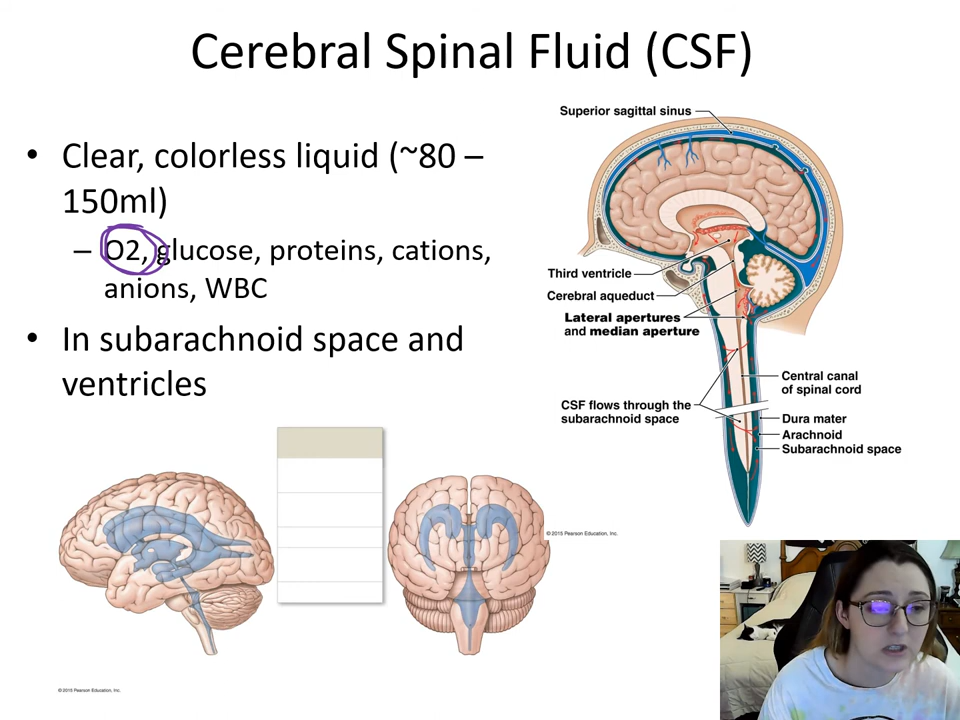 Cerebral Spinal Fluid (CSF)
• Clear, colorless liquid (~80 –
150ml)
– O2, glucose, proteins, cations,
anions, WBC
• In subarachnoid space and
ventricles
Superior sagittal sinus
Third ventricle
Cerebral aqueduct
Lateral apertures
and median aperture
CSF flows through the
subarachnoid space
Central canal
of spinal cord
Dura mater
Arachnoid
Subarachnoid space
© 2015 Pearson Education, Inc.
© 2015 Pearson Education, Inc.